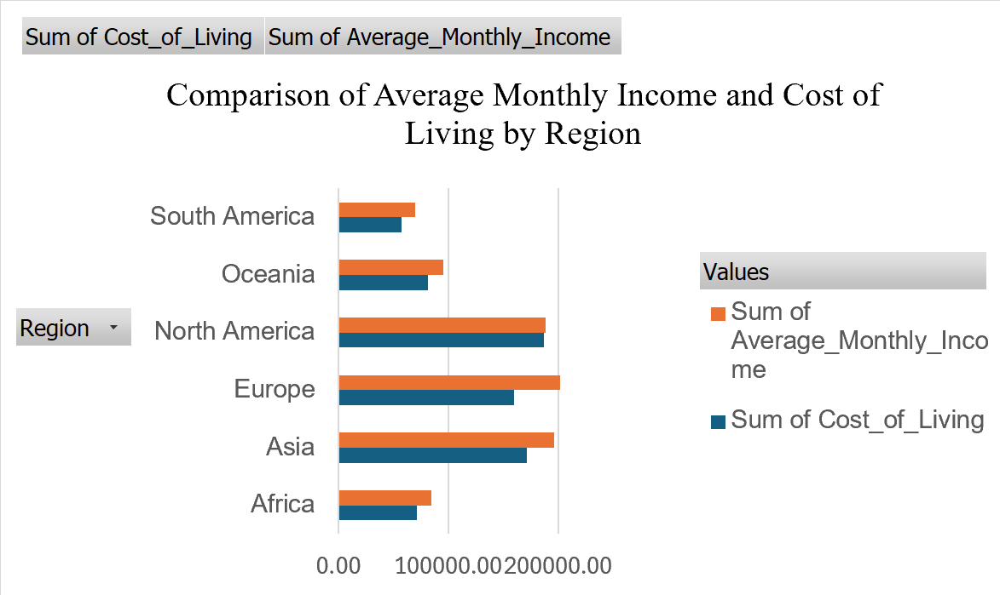 Sum of Cost_of_Living Sum of Average_Monthly_Income
Comparison of Average Monthly Income and Cost of
Living by Region
South America
Oceania
North America
Europe
Asia
Africa
Region
0.00 100000.00 200000.00
Values
Sum of
Average_Monthly_Inco
me
Sum of Cost_of_Living